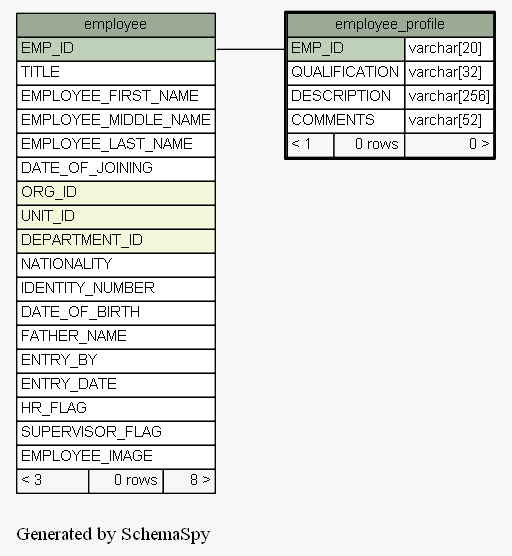 employee
EMP_ID
TITLE
EMPLOYEE_FIRST_NAME
EMPLOYEE_MIDDLE_NAME
EMPLOYEE_LAST_NAME
DATE_OF_JOINING
ORG_ID
UNIT_ID
DEPARTMENT_ID
NATIONALITY
IDENTITY_NUMBER
DATE_OF_BIRTH
FATHER_NAME
ENTRY_BY
ENTRY_DATE
HR_FLAG
SUPERVISOR_FLAG
EMPLOYEE_IMAGE
< 3 0 rows 8 >
employee_profile
EMP_ID varchar[20]
QUALIFICATION varchar[32]
DESCRIPTION varchar[256]
COMMENTS varchar[52]
< 1 0 rows 0 >
Generated by SchemaSpy